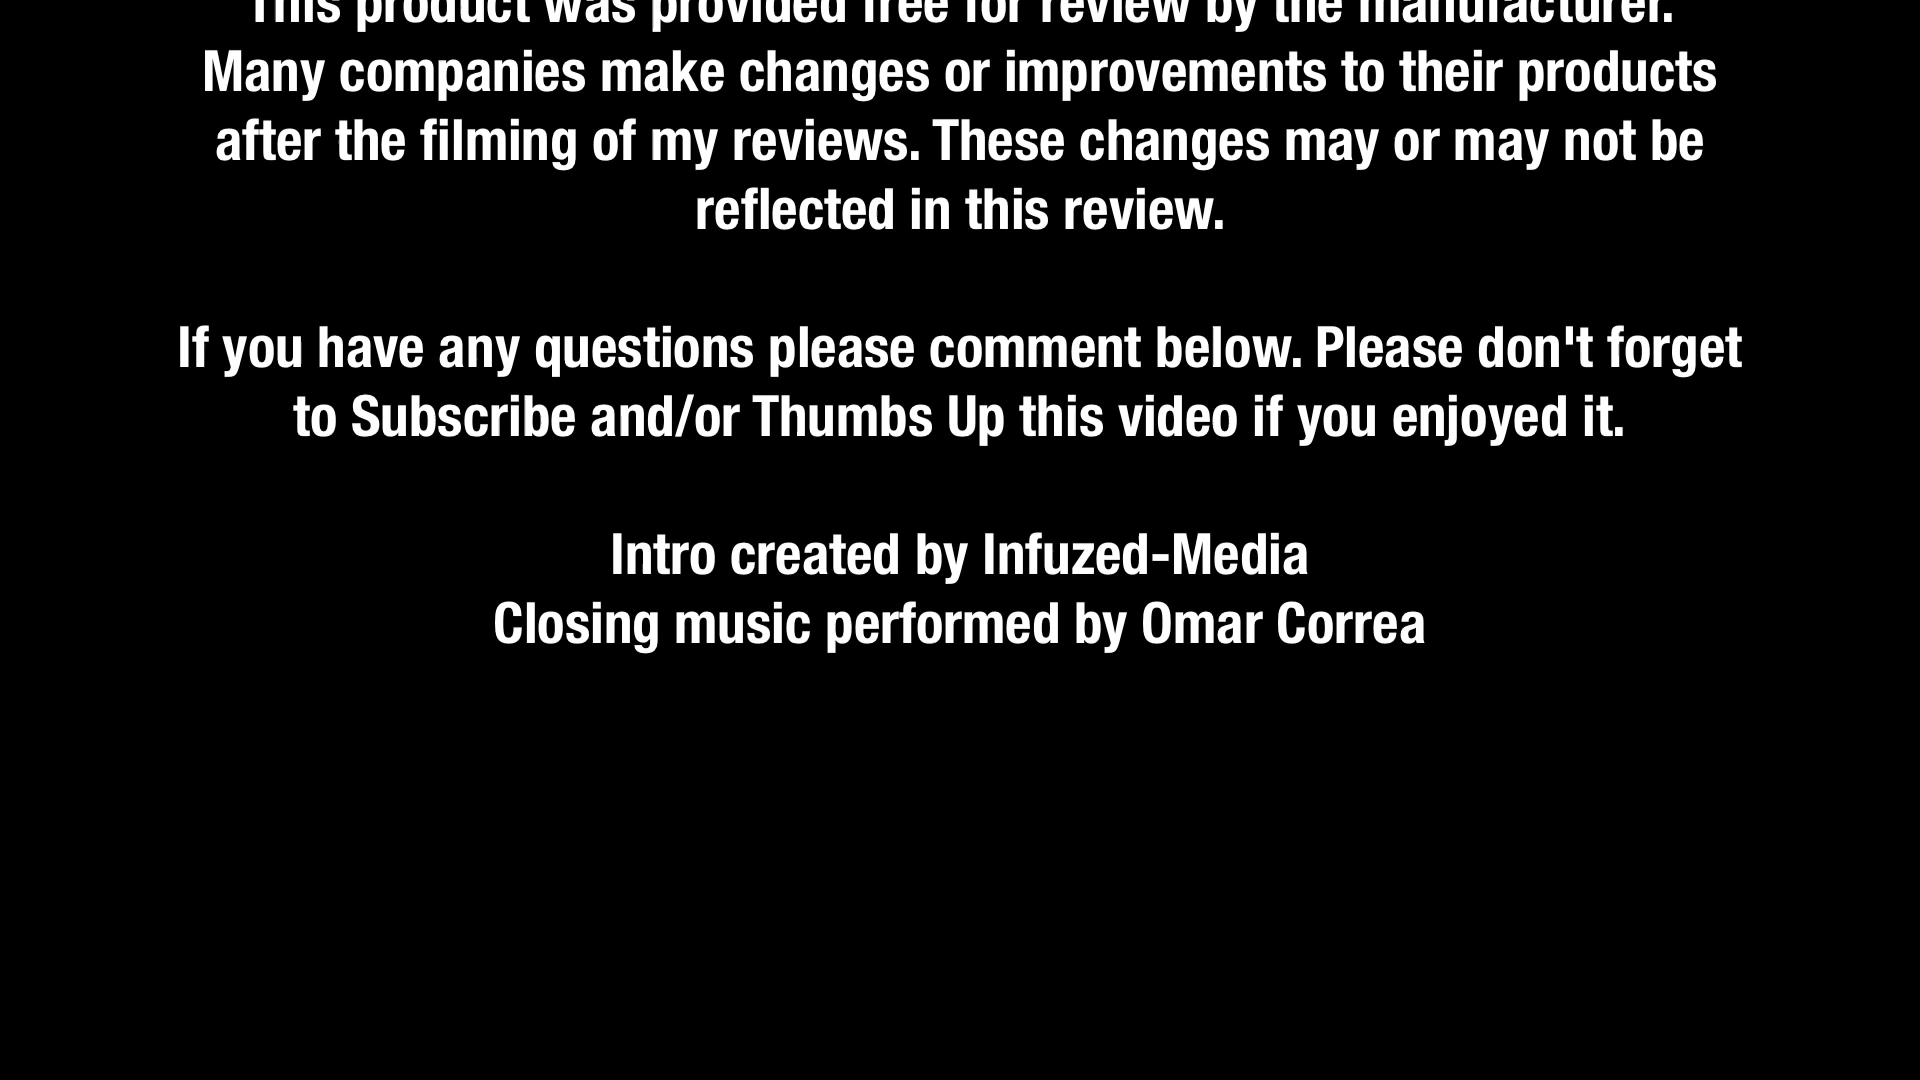 This product was provided free for review by the manufacturer.
Many companies make changes or improvements to their products
after the filming of my reviews. These changes may or may not be
reflected in this review.
If you have any questions please comment below. Please don't forget
to Subscribe and/or Thumbs Up this video if you enjoyed it.
Intro created by Infuzed-Media
Closing music performed by Omar Correa